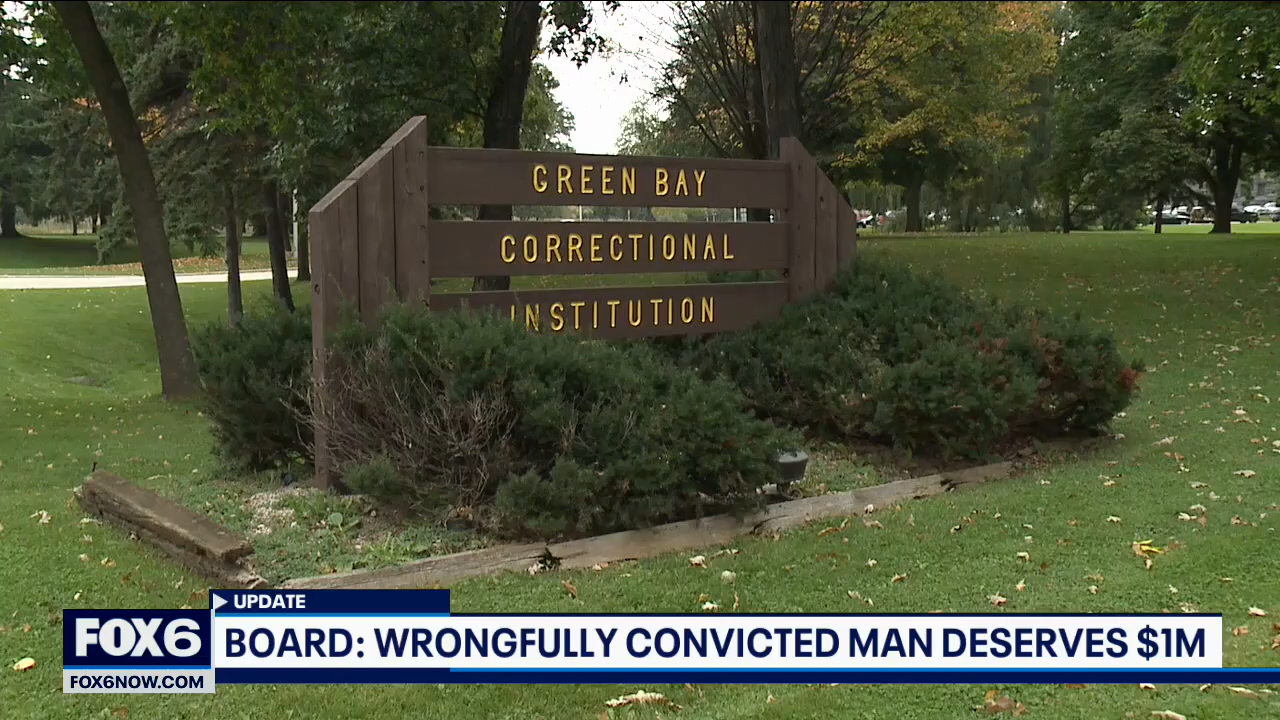 GREEN BAY
CORRECTIONAL
INSTITUTION
UPDATE
FOX6
BOARD: WRONGFULLY CONVICTED MAN DESERVES $1M
FOX6NOW.COM